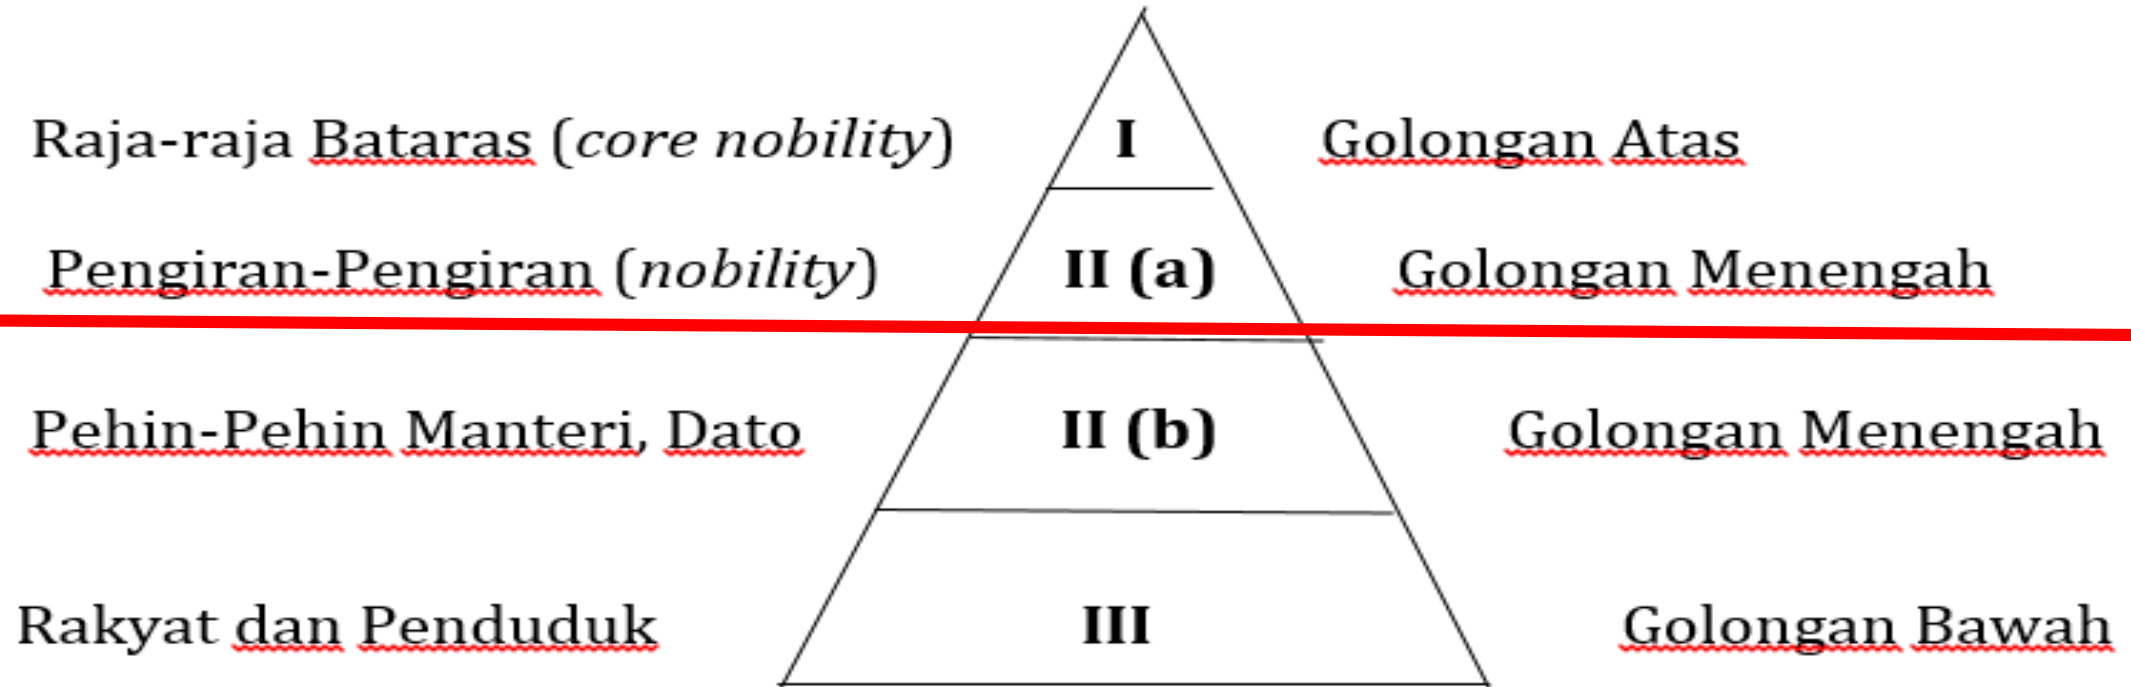 Raja-raja Bataras (core nobility) I Golongan Atas
Pengiran-Pengiran (nobility) II (a) Golongan Menengah
Pehin-Pehin Manteri, Dato II (b) Golongan Menengah
Rakyat dan Penduduk III Golongan Bawah